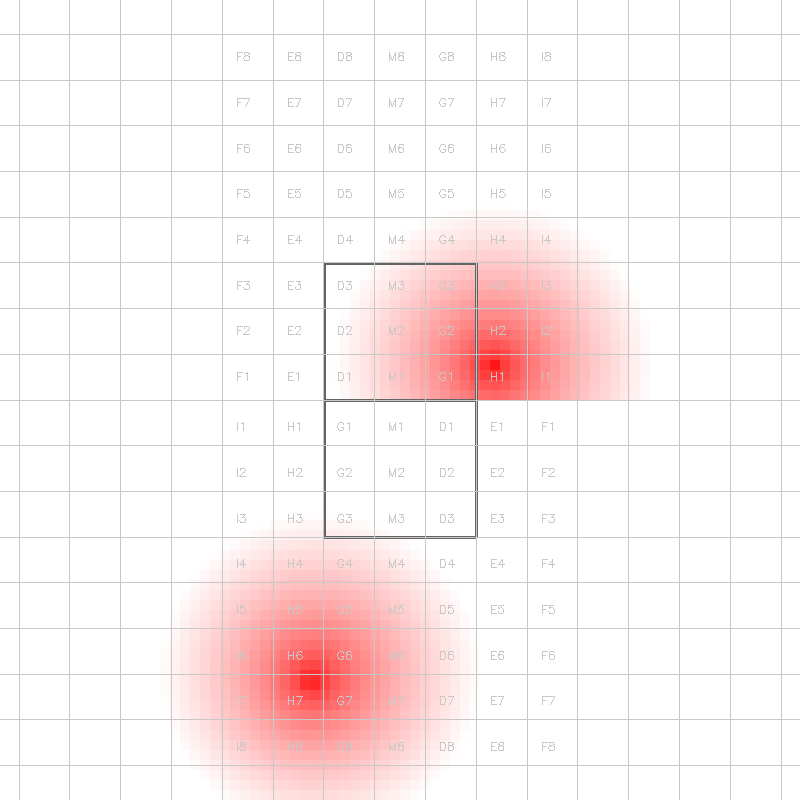 F8 E8 D8 M8 G8 H8 I8
F7 E7 D7 M7 G7 H7 I7
F6 E6 D6 M6 G6 H6 I6
F5 E5 D5 M5 G5 H5 I5
F4 E4 D4 M4 G4 H4 I4
F3 E3 D3 M3 G3 I3
F2 E2 D2 M2 G2 H2 I2
F1 E1 D1 M1 G1 H1 I1
I1 H1 G1 M1 D1 E1 F1
I2 H2 G2 M2 D2 E2 F2
I3 H3 G3 M3 D3 E3 F3
I4 H4 G4 M4 D4 E4 F4
I5 H5 G5 M5 D5 E5 F5
H6 G6 D6 E6 F6
H7 G7 D7 E7 F7
I8 H8 G8 M8 D8 E8 F8